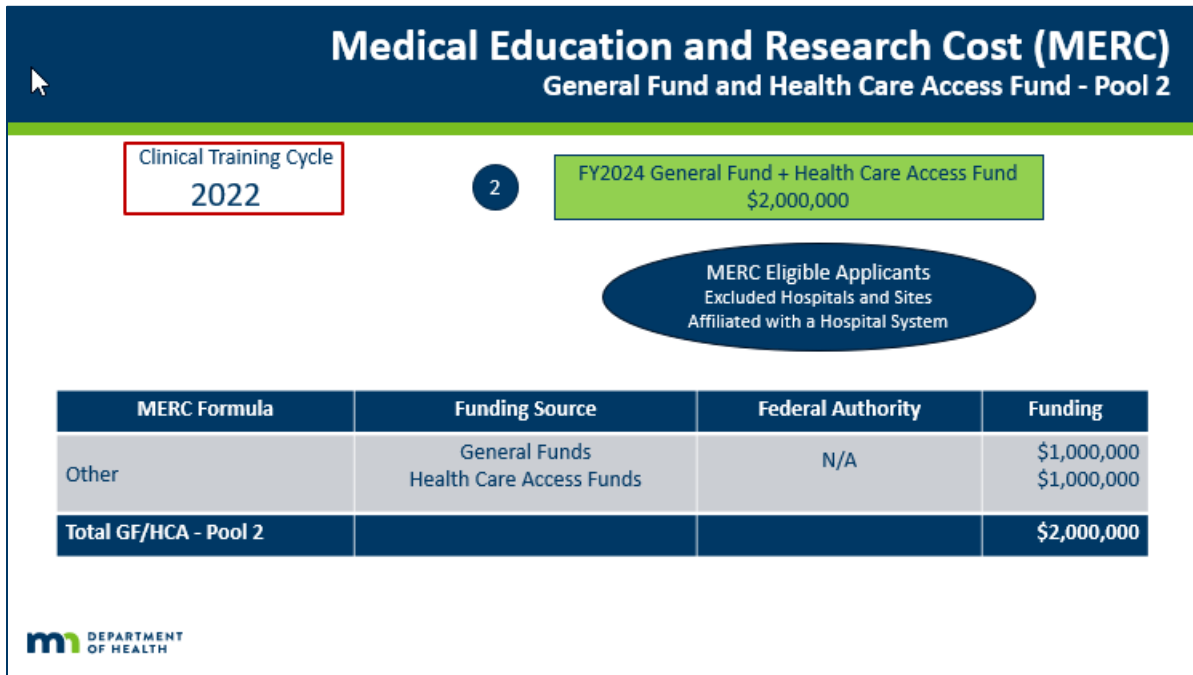 Medical Education and Research Cost (MERC)
General Fund and Health Care Access Fund - Pool 2
Clinical Training Cycle
2022
2
FY2024 General Fund + Health Care Access Fund
$2,000,000
MERC Eligible Applicants
Excluded Hospitals and Sites
Affiliated with a Hospital System
MERC Formula Funding Source Federal Authority Funding
Other General Funds N/A $1,000,000
Health Care Access Funds $1,000,000
Total GF/HCA - Pool 2 $2,000,000
mn DEPARTMENT
OF HEALTH